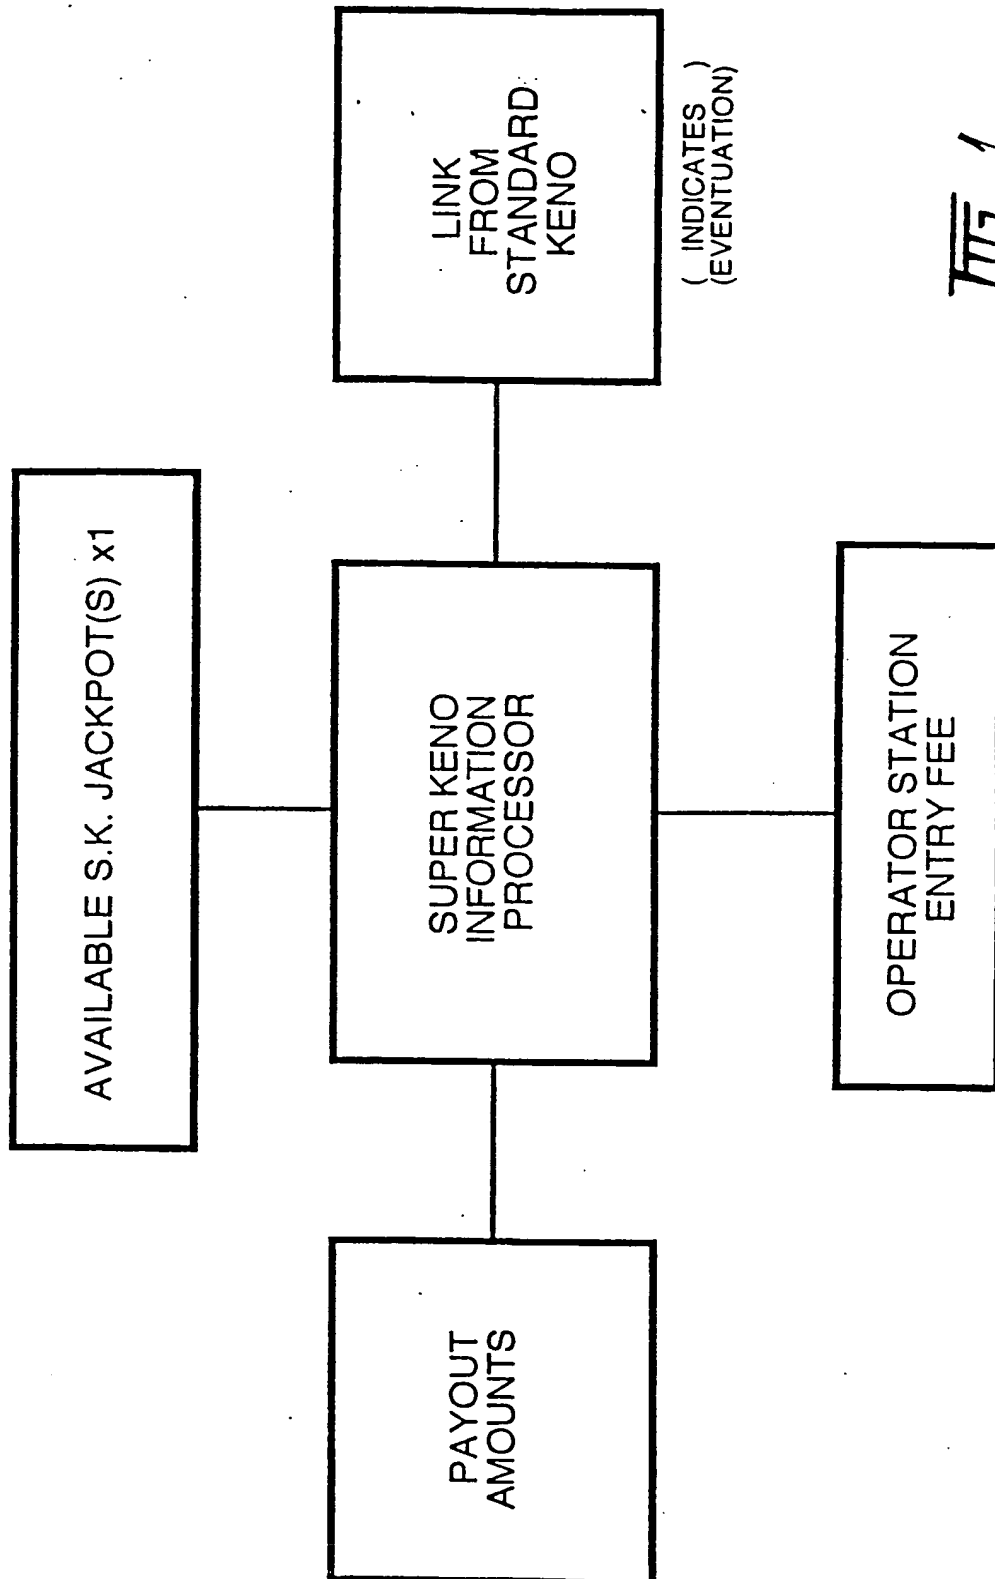 AVAILABLE S.K. JACKPOT(S) x1
PAYOUT
AMOUNTS
SUPER KENO
INFORMATION
PROCESSOR
LINK
FROM
STANDARD
KENO
( INDICATES )
(EVENTUATION)
OPERATOR STATION
ENTRY FEE
1